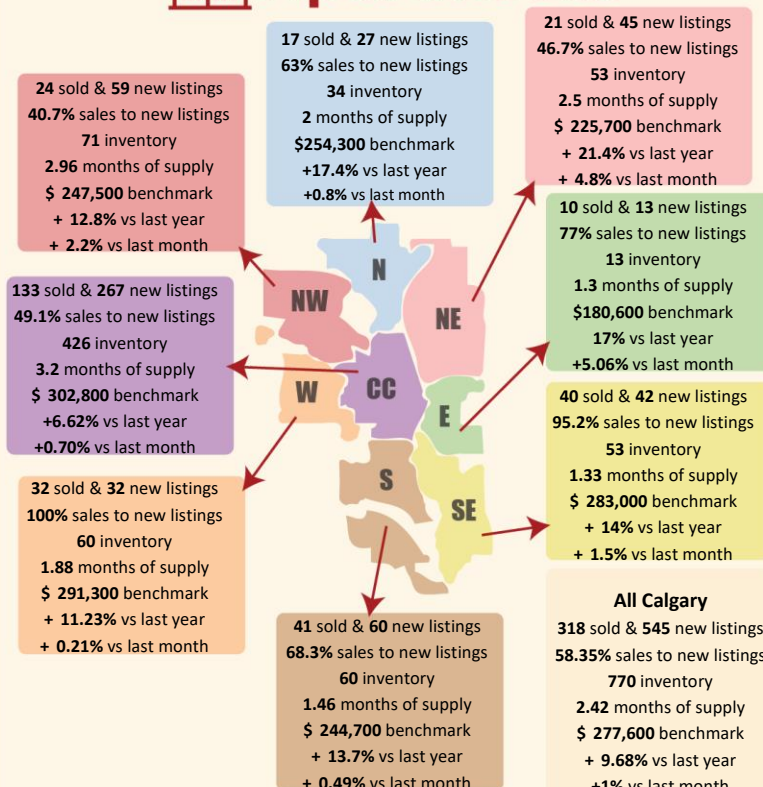 17 sold & 27 new listings
63% sales to new listings
34 inventory
2 months of supply
$254,300 benchmark
+17.4% vs last year
+0.8% vs last month
21 sold & 45 new listings
46.7% sales to new listings
53 inventory
2.5 months of supply
$ 225,700 benchmark
+ 21.4% vs last year
+ 4.8% vs last month
24 sold & 59 new listings
40.7% sales to new listings
71 inventory
2.96 months of supply
$ 247,500 benchmark
+ 12.8% vs last year
+ 2.2% vs last month
10 sold & 13 new listings
77% sales to new listings
13 inventory
1.3 months of supply
$180,600 benchmark
17% vs last year
+5.06% vs last month
133 sold & 267 new listings
49.1% sales to new listings
426 inventory
3.2 months of supply
$ 302,800 benchmark
+6.62% vs last year
+0.70% vs last month
N
NW
NE
W
CC
E
S
SE
40 sold & 42 new listings
95.2% sales to new listings
53 inventory
1.33 months of supply
$ 283,000 benchmark
+ 14% vs last year
+ 1.5% vs last month
32 sold & 32 new listings
100% sales to new listings
60 inventory
1.88 months of supply
$ 291,300 benchmark
+ 11.23% vs last year
+ 0.21% vs last month
41 sold & 60 new listings
68.3% sales to new listings
60 inventory
1.46 months of supply
$ 244,700 benchmark
+ 13.7% vs last year
+ 0.49% vs last month
All Calgary
318 sold & 545 new listings
58.35% sales to new listings
770 inventory
2.42 months of supply
$ 277,600 benchmark
+ 9.68% vs last year
+1% vs last month